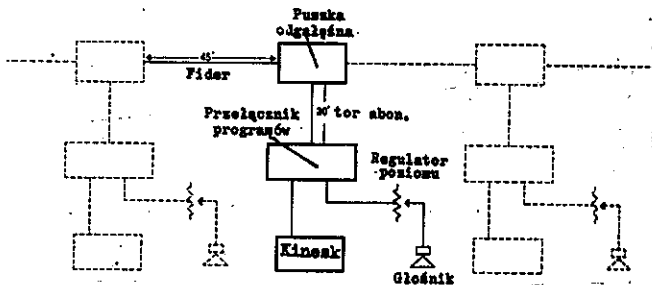 Puszka
odgałęźna
45'
Fider
20' tor abon.
Przełącznik
programów
Regulator
poziomu
Kinesk
Głośnik